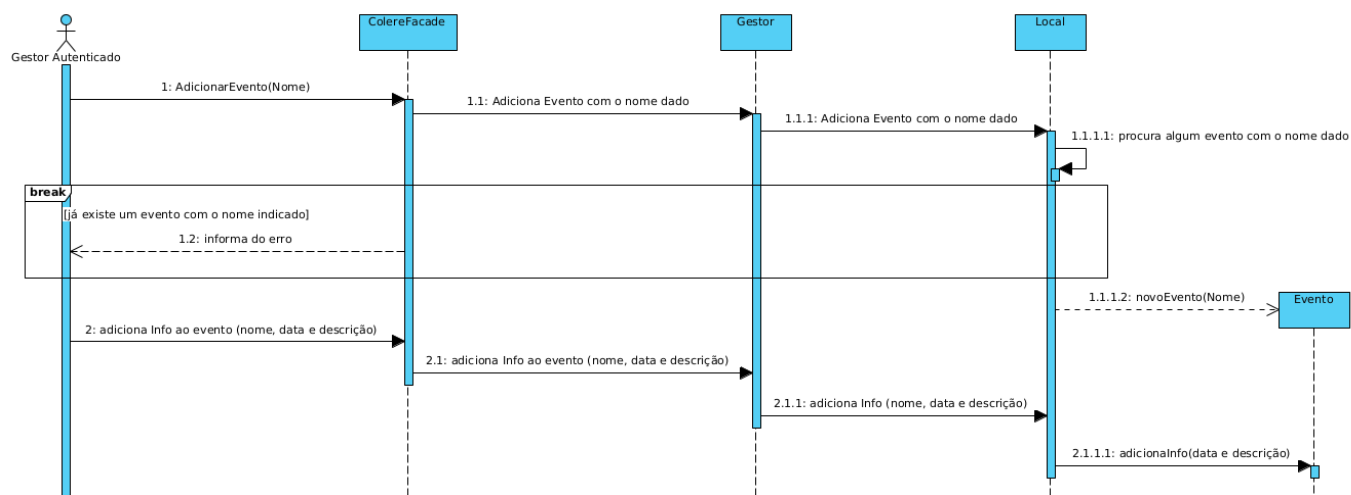 ColereFacade
Gestor
Local
Gestor Autenticado
1: AdicionarEvento(Nome)
1.1: Adiciona Evento com o nome dado
1.1.1: Adiciona Evento com o nome dado
1.1.1.1: procura algum evento com o nome dado
break
[já existe um evento com o nome indicado]
1.2: informa do erro
1.1.1.2: novoEvento(Nome)
Evento
2: adiciona Info ao evento (nome, data e descrição)
2.1: adiciona Info ao evento (nome, data e descrição)
2.1.1: adiciona Info (nome, data e descrição)
2.1.1.1: adicionaInfo(data e descrição)